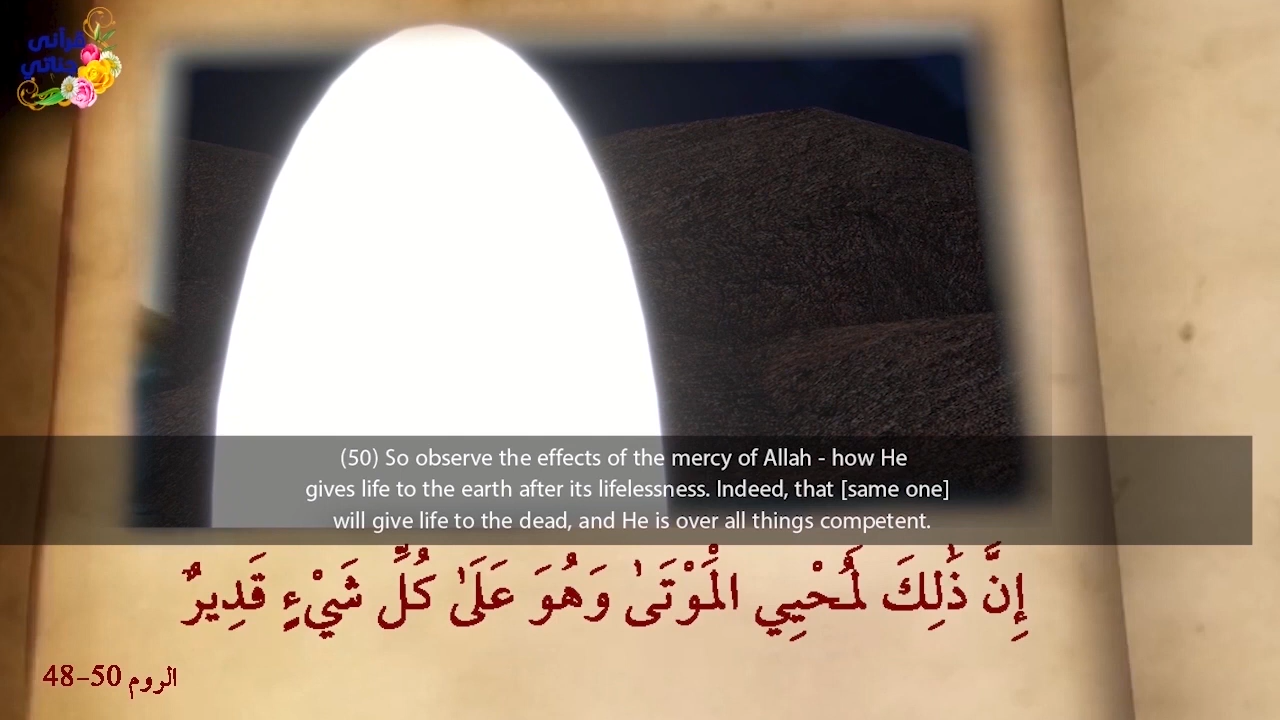 قرآني
جناتي
(50) So observe the effects of the mercy of Allah - how He
gives life to the earth after its lifelessness. Indeed, that [same one]
will give life to the dead, and He is over all things competent.
إِنَّ ذَٰلِكَ لَمُحْيِي الْمَوْتَىٰ وَهُوَ عَلَىٰ كُلِّ شَيْءٍ قَدِيرٌ
الروم 50-48